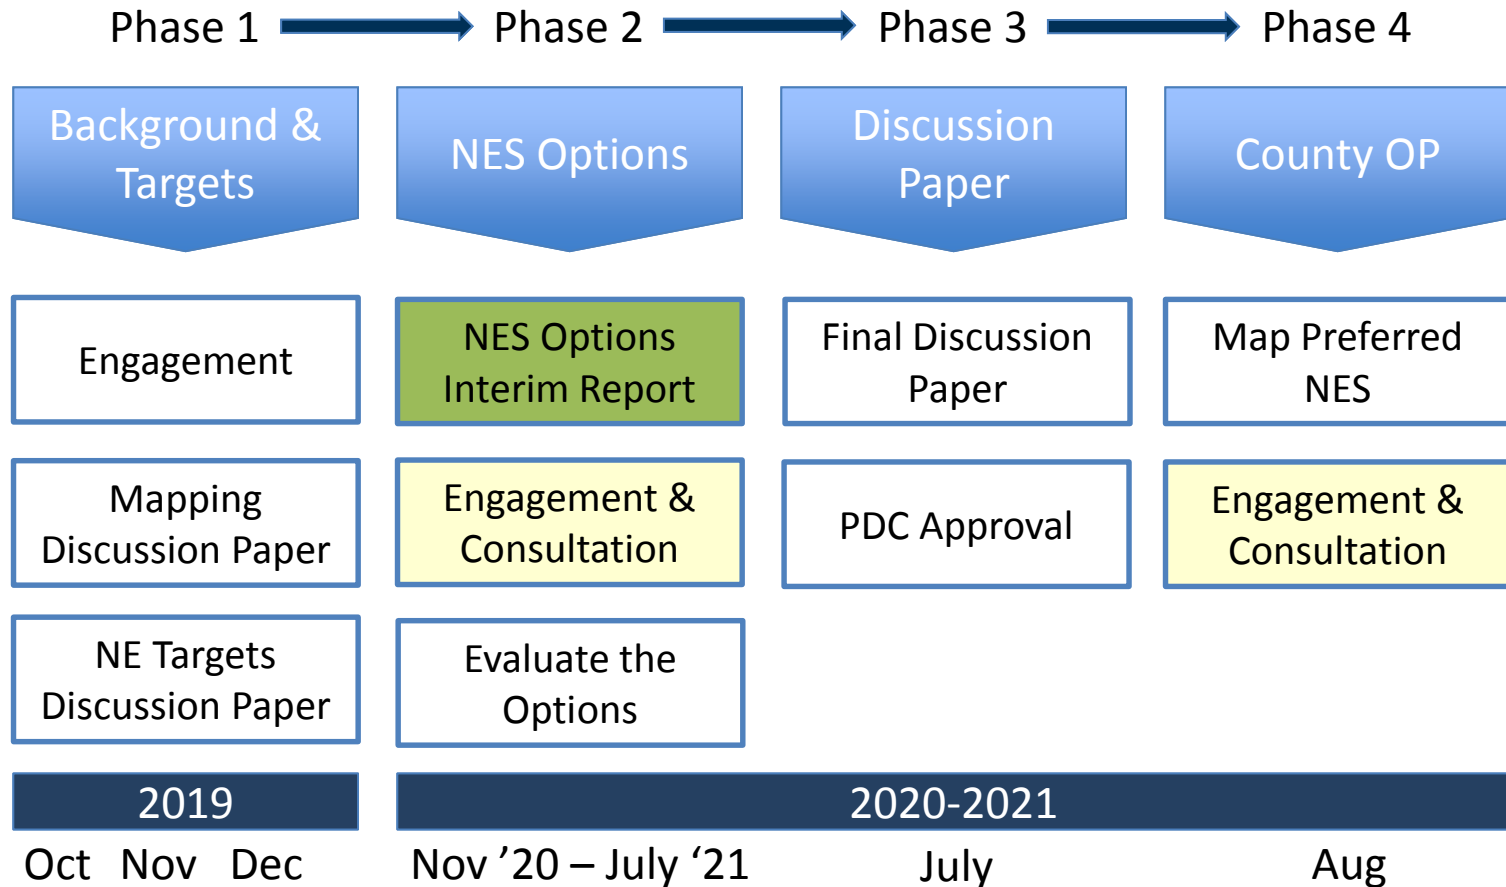 Phase 1
Phase 2
Phase 3
Phase 4
Background &
Targets
NES Options
Discussion
Paper
County OP
Engagement
NES Options
Interim Report
Final Discussion
Paper
Map Preferred
NES
Mapping
Discussion Paper
Engagement &
Consultation
PDC Approval
Engagement &
Consultation
NE Targets
Discussion Paper
Evaluate the
Options
2019
2020-2021
Oct Nov Dec
Nov ’20 – July ‘21
July
Aug